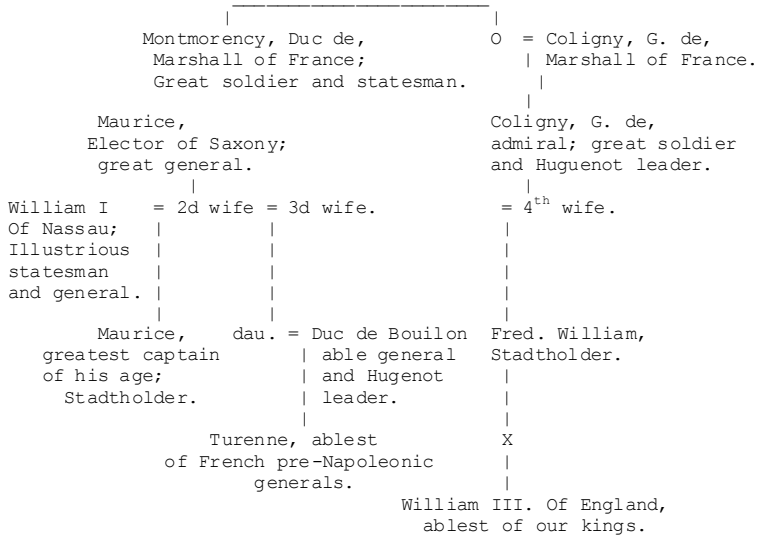 Montmorency, Duc de, O = Coligny, G. de,
Marshall of France; | Marshall of France.
Great soldier and statesman. |
Maurice, Coligny, G. de,
Elector of Saxony; admiral; great soldier
great general. and Huguenot leader.
William I = 2d wife = 3d wife. = 4th wife.
Of Nassau; | | |
Illustrious | | |
statesman | | |
and general. | | |
Maurice, dau. = Duc de Bouilon Fred. William,
greatest captain | able general Stadtholder.
of his age; | and Hugenot |
Stadtholder. | leader. |
Turenne, ablest X
of French pre-Napoleonic |
generals. |
William III. Of England,
ablest of our kings.